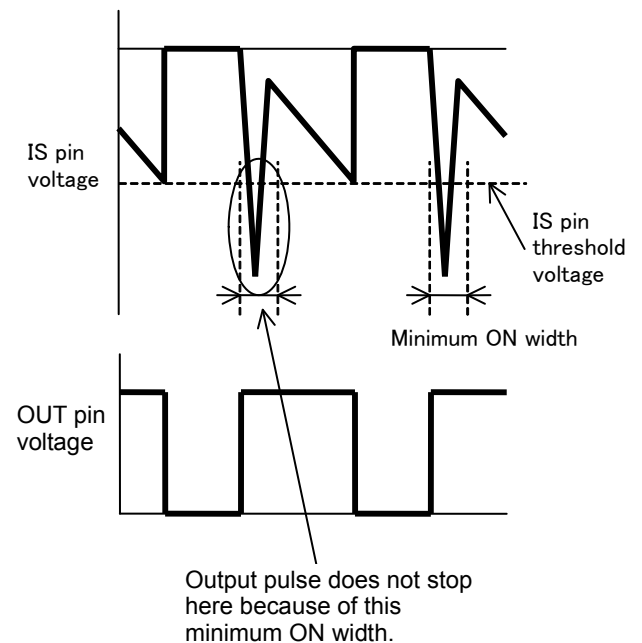 IS pin
voltage
IS pin
threshold
voltage
Minimum ON width
OUT pin
voltage
Output pulse does not stop
here because of this
minimum ON width.